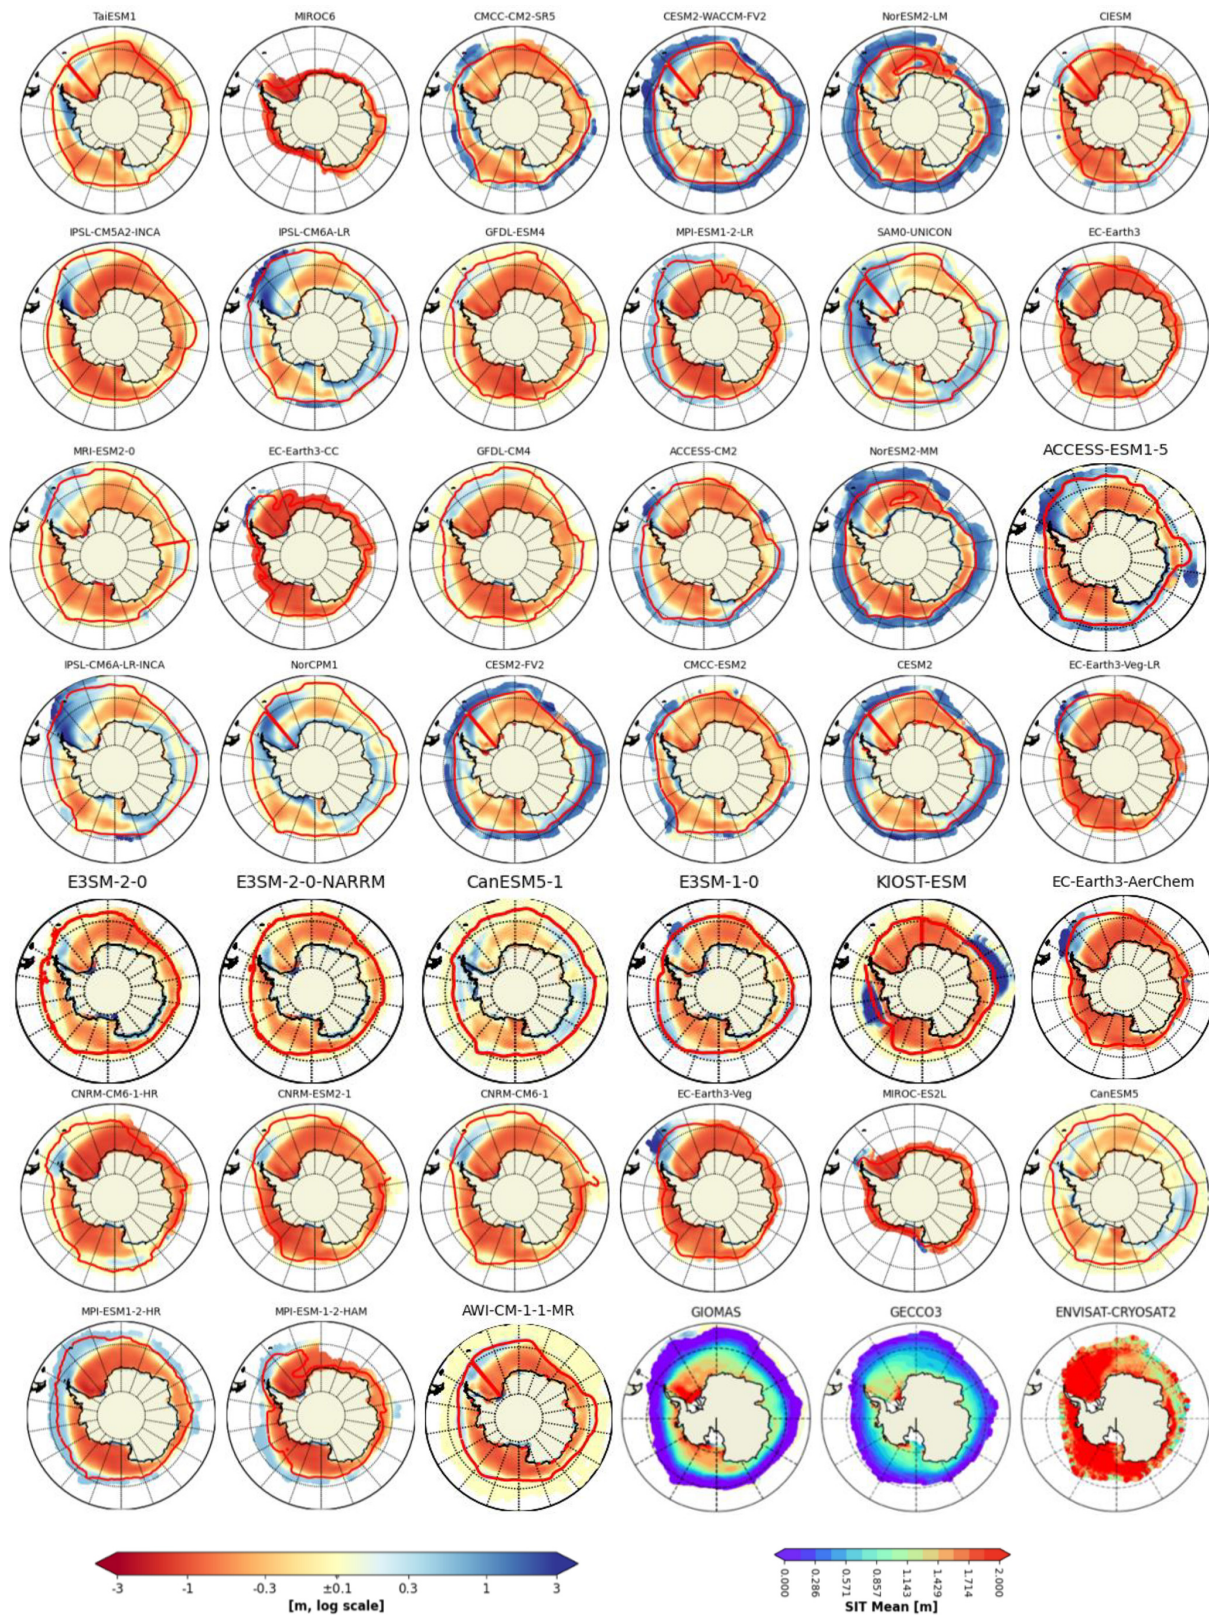 TaiESM1 MIROC6 CMCC-CM2-SR5 CESM2-WACCM-FV2 NorESM2-LM CIESM
IPSL-CM5A2-INCA IPSL-CM6A-LR GFDL-ESM4 MPI-ESM1-2-LR SAM0-UNICON EC-Earth3
MRI-ESM2-0 EC-Earth3-CC GFDL-CM4 ACCESS-CM2 NorESM2-MM ACCESS-ESM1-5
IPSL-CM6A-LR-INCA NorCPM1 CESM2-FV2 CMCC-ESM2 CESM2 EC-Earth3-Veg-LR
E3SM-2-0 E3SM-2-0-NARRM CanESM5-1 E3SM-1-0 KIOST-ESM EC-Earth3-AerChem
CNRM-CM6-1-HR CNRM-ESM2-1 CNRM-CM6-1 EC-Earth3-Veg MIROC-ES2L CanESM5
MPI-ESM1-2-HR MPI-ESM-1-2-HAM AWI-CM-1-1-MR GIOMAS GECCO3 ENVISAT-CRYOSAT2
-3 -1 -0.3 ±0.1 0.3 1 3
[m, log scale]
0.000 0.286 0.571 0.857 1.143 1.429 1.714 2.000
SIT Mean [m]